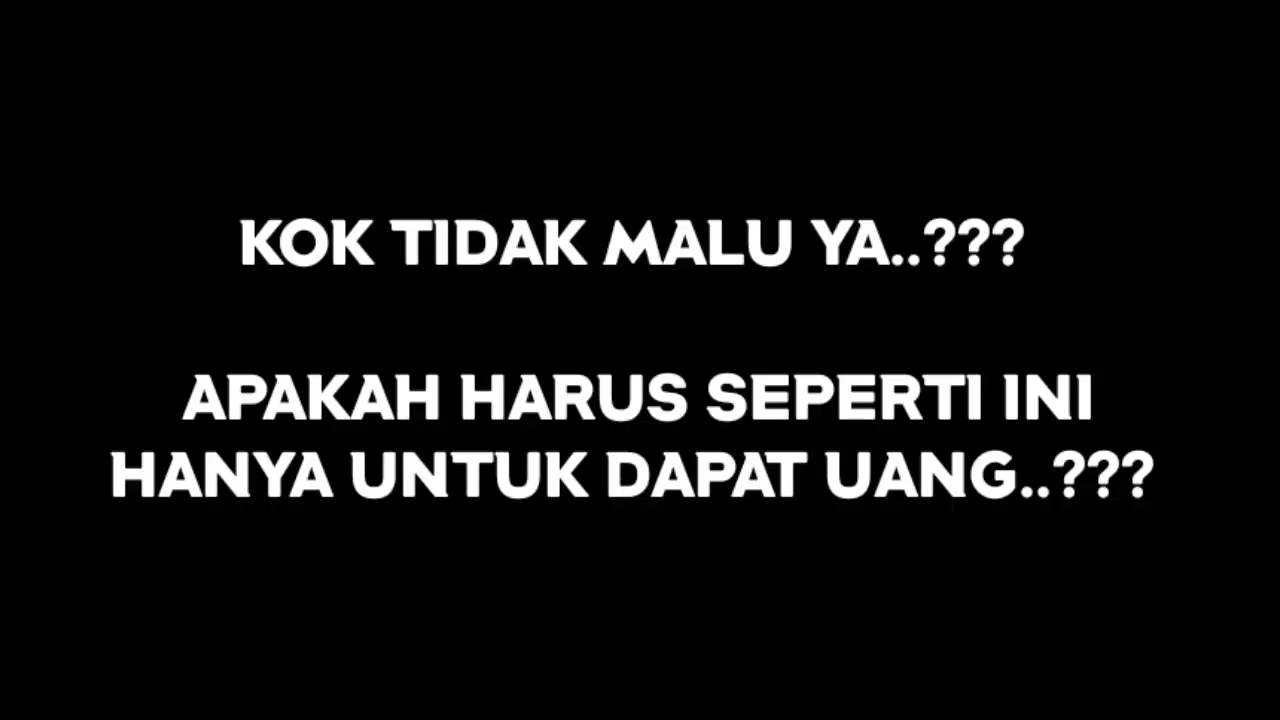 KOK TIDAK MALU YA..???
APAKAH HARUS SEPERTI INI
HANYA UNTUK DAPAT UANG..???